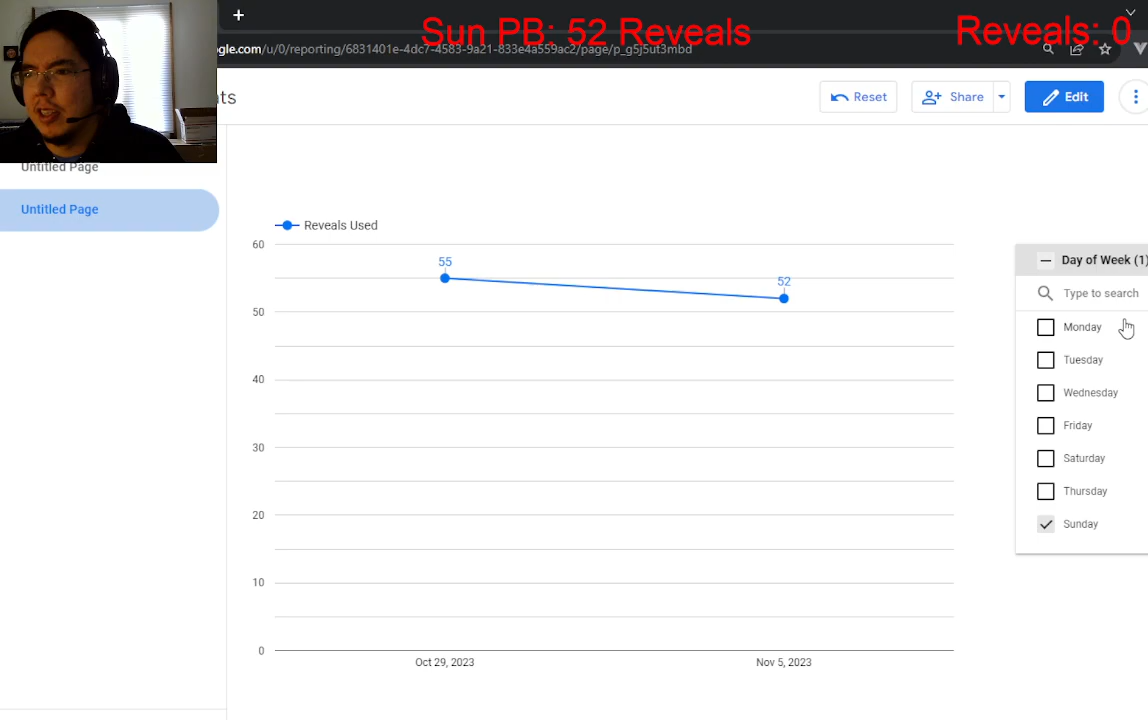 Sun PB: 52 Reveals
Reveals: 0
gle.com/u/0/reporting/6831401e-4dc7-4583-9a21-833e4a559ac2/page/p_g5j5ut3mbd
nts
Reset
Share
Edit
Untitled Page
Untitled Page
Reveals Used
60
50
40
30
20
10
0
55
52
Oct 29, 2023
Nov 5, 2023
Day of Week (1)
Type to search
Monday
Tuesday
Wednesday
Friday
Saturday
Thursday
Sunday